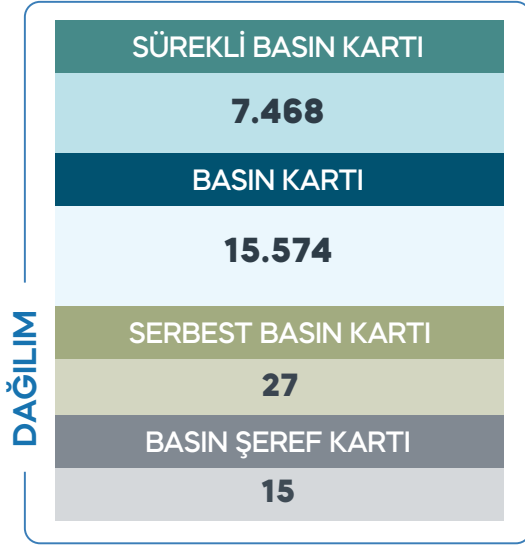 DAĞILIM
SÜREKLİ BASIN KARTI
7.468
BASIN KARTI
15.574
SERBEST BASIN KARTI
27
BASIN ŞEREF KARTI
15